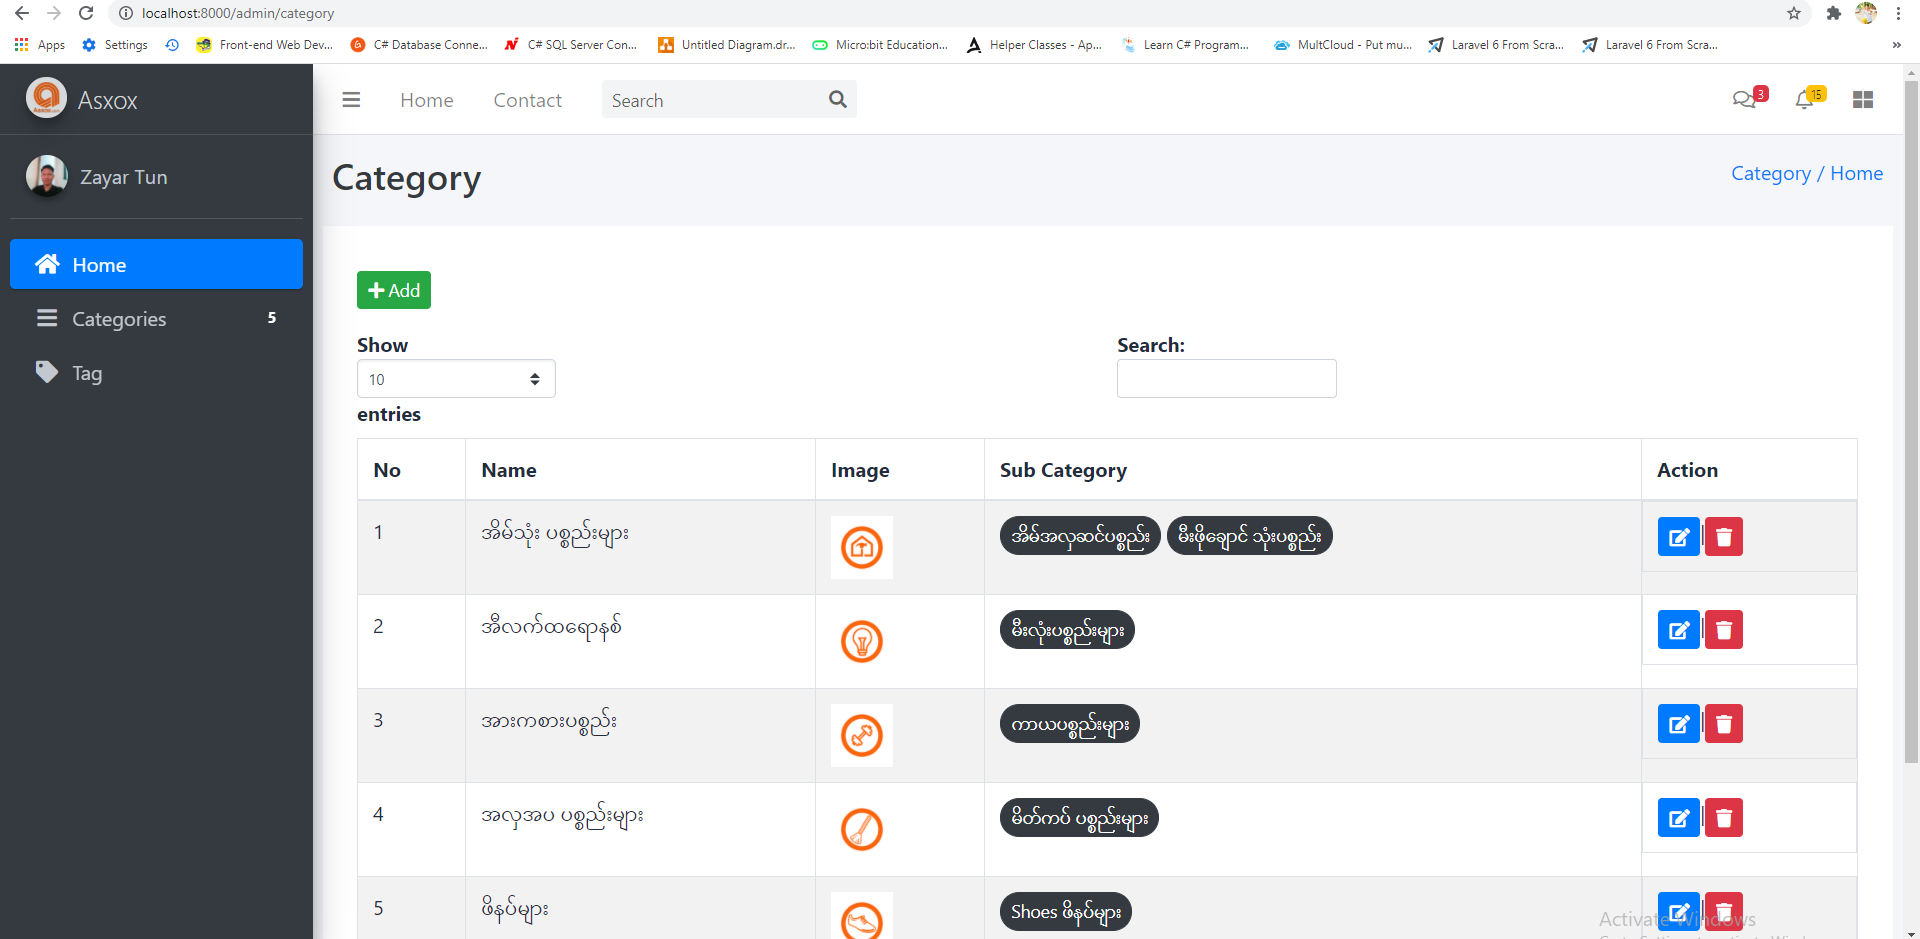 localhost:8000/admin/category
Apps Settings Front-end Web Dev... C# Database Conne... C# SQL Server Con... Untitled Diagram.dr... Micro:bit Education... Helper Classes - Ap... Learn C# Program... MultCloud - Put mu... Laravel 6 From Scra... Laravel 6 From Scra... »
Asxox Home Contact Search 3 15
Zayar Tun
Category
Category / Home
Home
Categories 5
Tag
Add
Show Search:
10
entries
No Name Image Sub Category Action
1 အိမ်သုံး ပစ္စည်းများ အိမ်အလှဆင်ပစ္စည်း မီးဖိုချောင် သုံးပစ္စည်း |
2 အီလက်ထရောနစ် မီးလုံးပစ္စည်းများ |
3 အားကစားပစ္စည်း ကာယပစ္စည်းများ |
4 အလှအပ ပစ္စည်းများ မိတ်ကပ် ပစ္စည်းများ |
5 ဖိနပ်များ Shoes ဖိနပ်များ |
Activate Windows